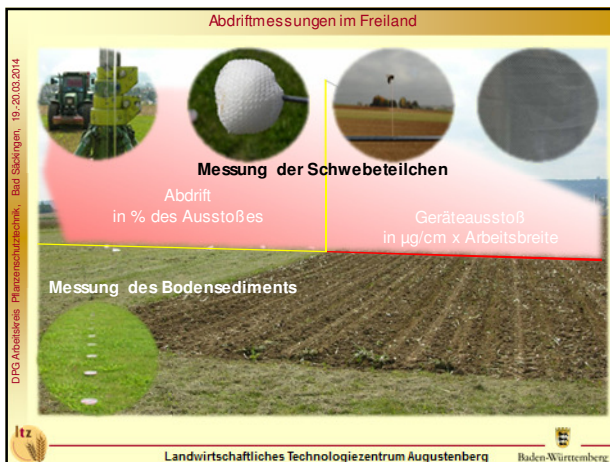 Abdriftmessungen im Freiland
DPG Arbeitskreis Pflanzenschutztechnik, Bad Säckingen, 19.-20.03.2014
Messung der Schwebeteilchen
Abdrift
in % des Ausstoßes
Geräteausstoß
in µg/cm x Arbeitsbreite
Messung des Bodensediments
ltz
Landwirtschaftliches Technologiezentrum Augustenberg
Baden-Württemberg